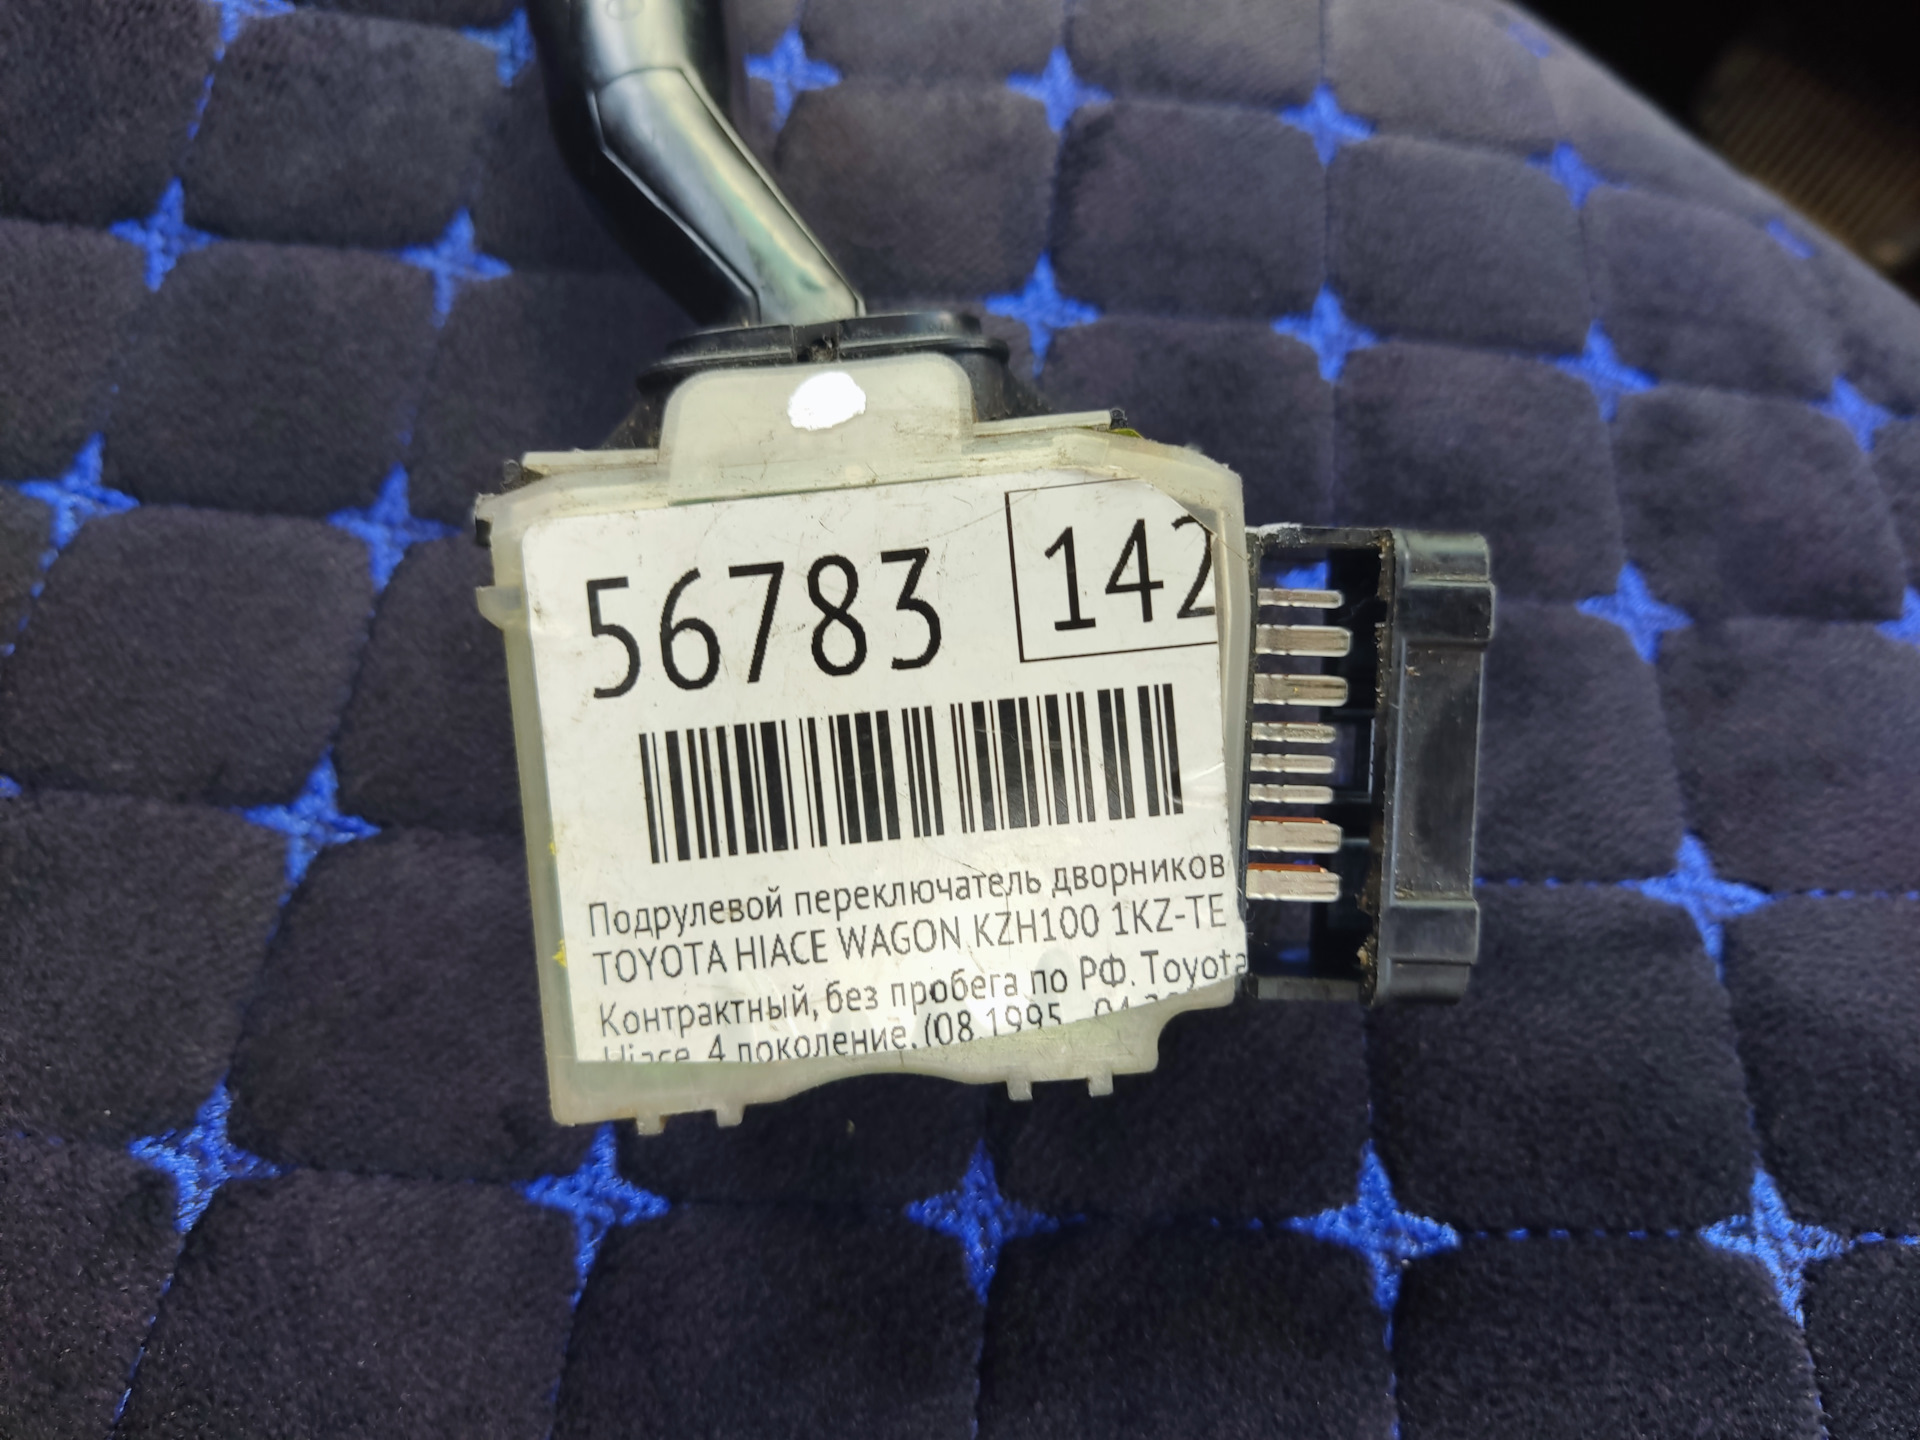 56783 142
Подрулевой переключатель дворников
TOYOTA HIACE WAGON KZH100 1KZ-TE
Контрактный, без пробега по РФ. Toyota
Hiace, 4 поколение, (08.1995